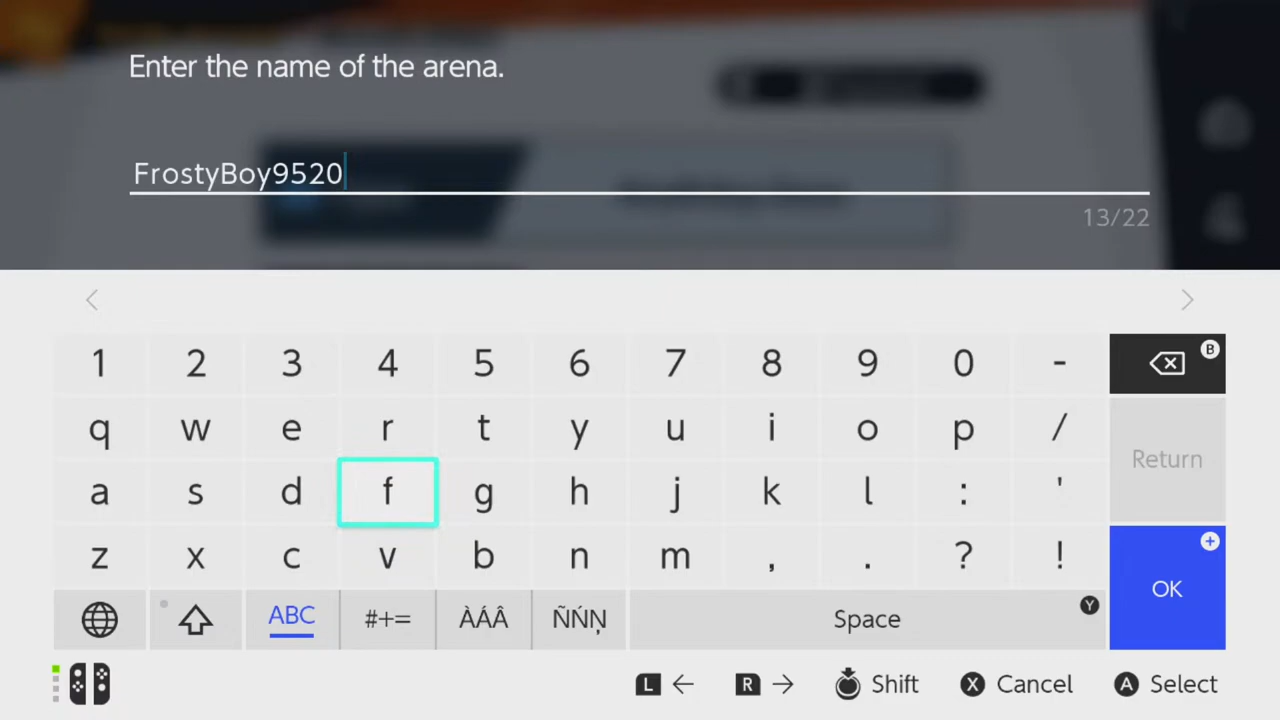 Enter the name of the arena.
FrostyBoy9520
13/22
1 2 3 4 5 6 7 8 9 0 - B
q w e r t y u i o p / Return
a s d f g h j k l : '
z x c v b n m , . ? ! + OK
ABC #+= ÀÁÂ ÑŃŅ Space Y
L ← R → Shift X Cancel A Select